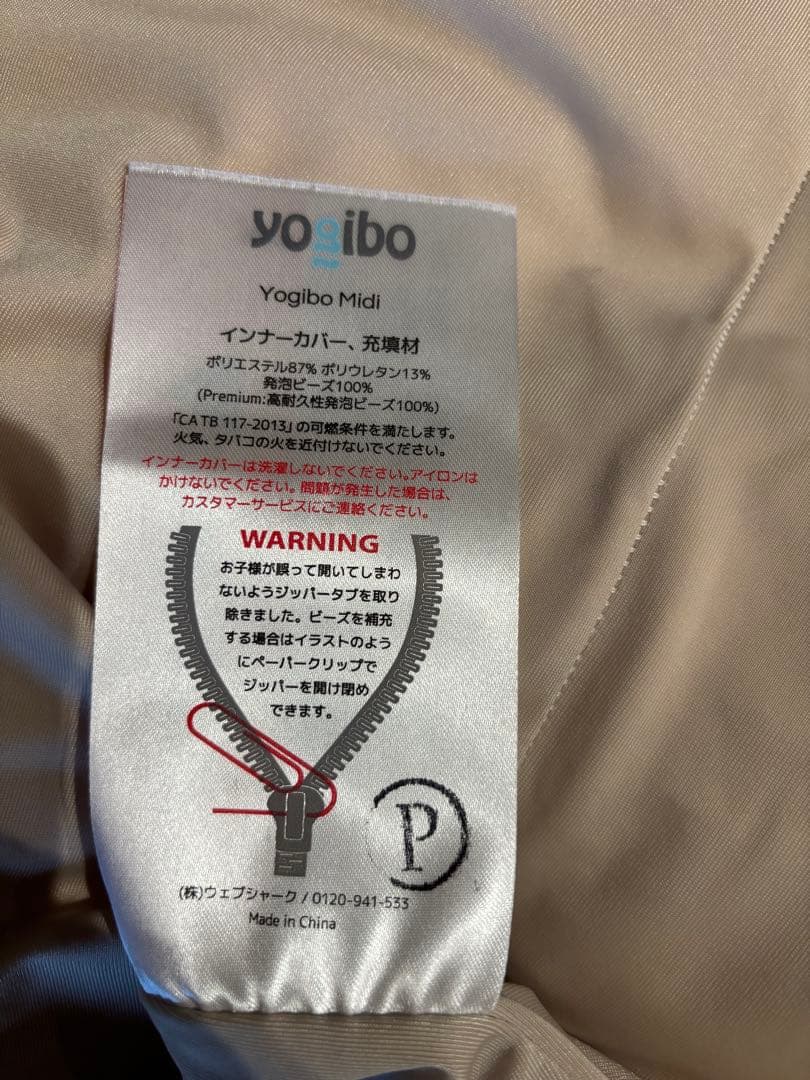 yogibo
Yogibo Midi
インナーカバー、充填材
ポリエステル87% ポリウレタン13%
発泡ビーズ100%
(Premium:高耐久性発泡ビーズ100%)
「CA TB 117-2013」の可燃条件を満たします。
火気、タバコの火を近付けないでください。
インナーカバーは洗濯しないでください。アイロンは
かけないでください。問題が発生した場合は、
カスタマーサービスにご連絡ください。
WARNING
お子様が誤って開いてしまわ
ないようジッパータブを取り
除きました。ビーズを補充
する場合はイラストのよう
にペーパークリップで
ジッパーを開け閉め
できます。
P
(株)ウェブシャーク / 0120-941-533
Made in China